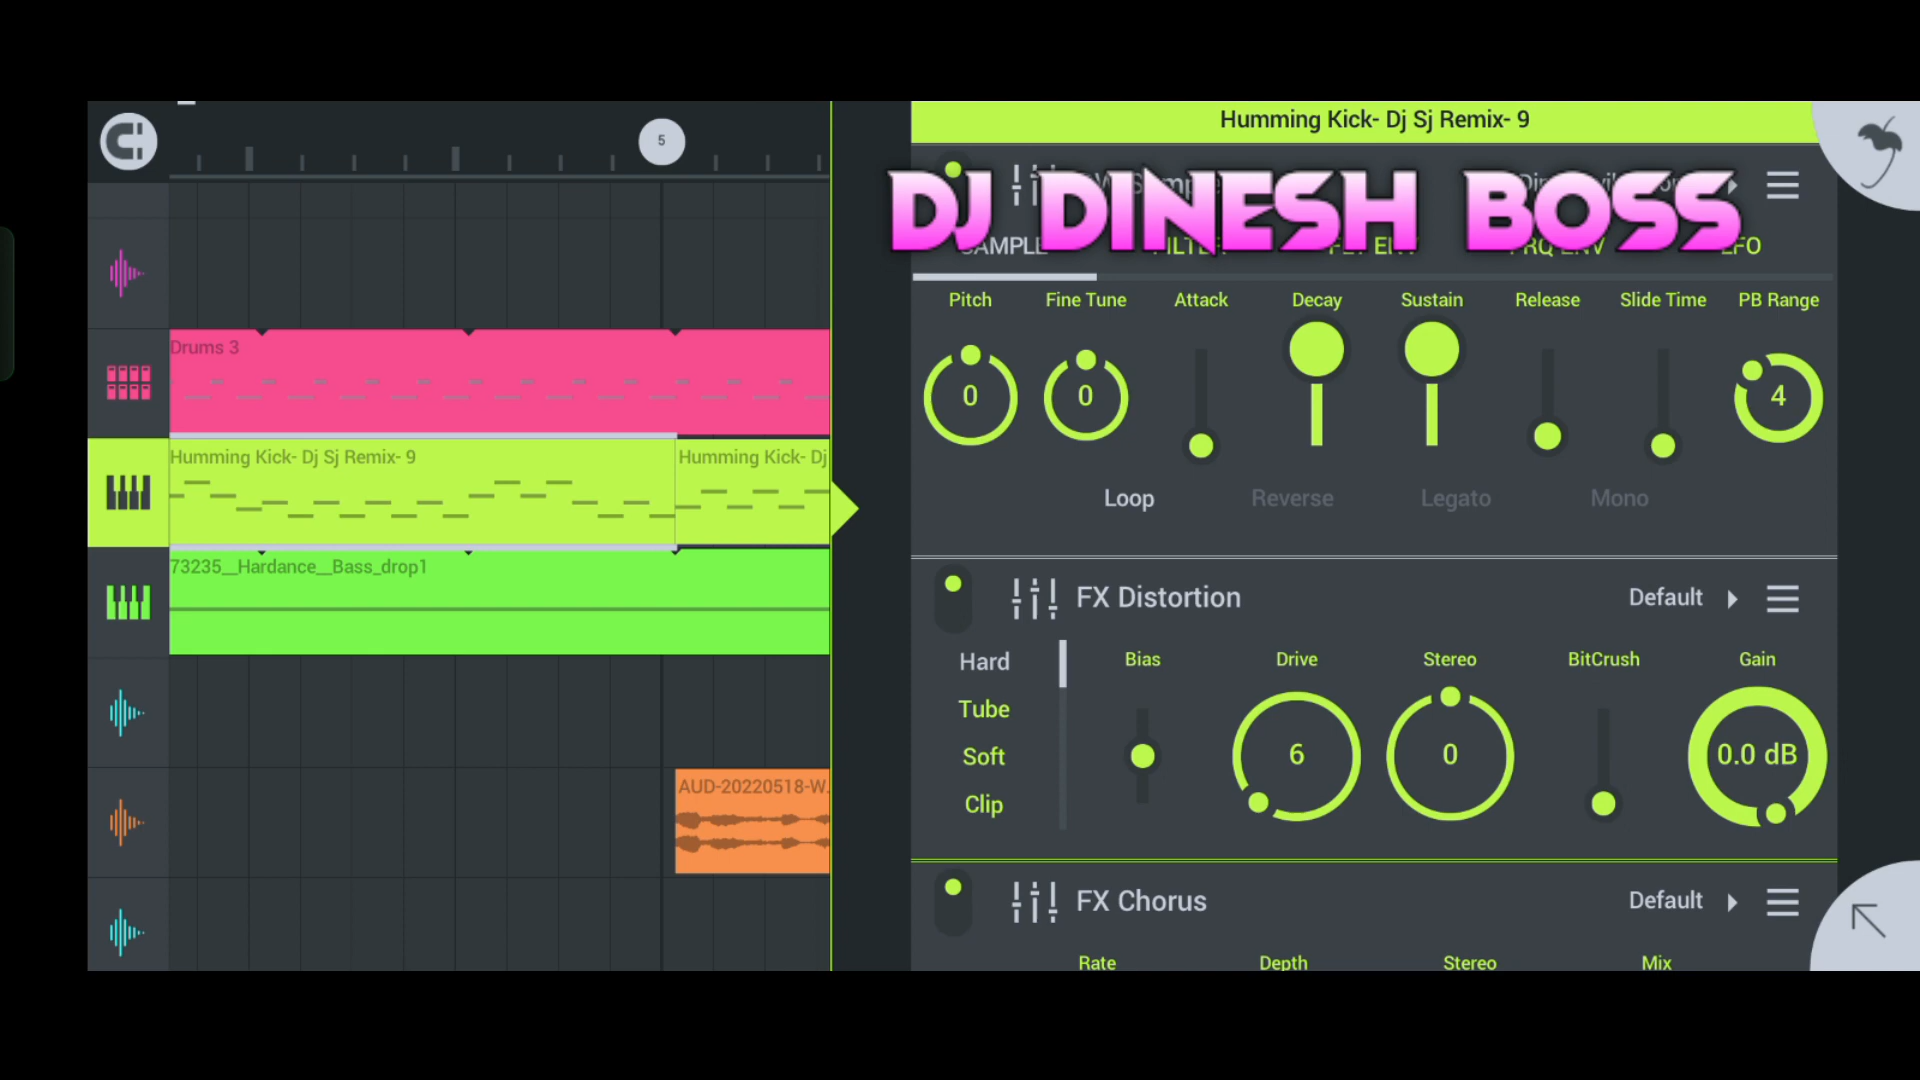 5
Drums 3
Humming Kick- Dj Sj Remix- 9
Humming Kick- Dj
73235__Hardance__Bass_drop1
AUD-20220518-W
Humming Kick- Dj Sj Remix- 9
DJ DINESH BOSS
SAMPLE
Pitch Fine Tune Attack Decay Sustain Release Slide Time PB Range
0 0 4
Loop Reverse Legato Mono
FX Distortion Default
Hard
Tube
Soft
Clip
Bias Drive Stereo BitCrush Gain
6 0 0.0 dB
FX Chorus Default
Rate Depth Stereo Mix